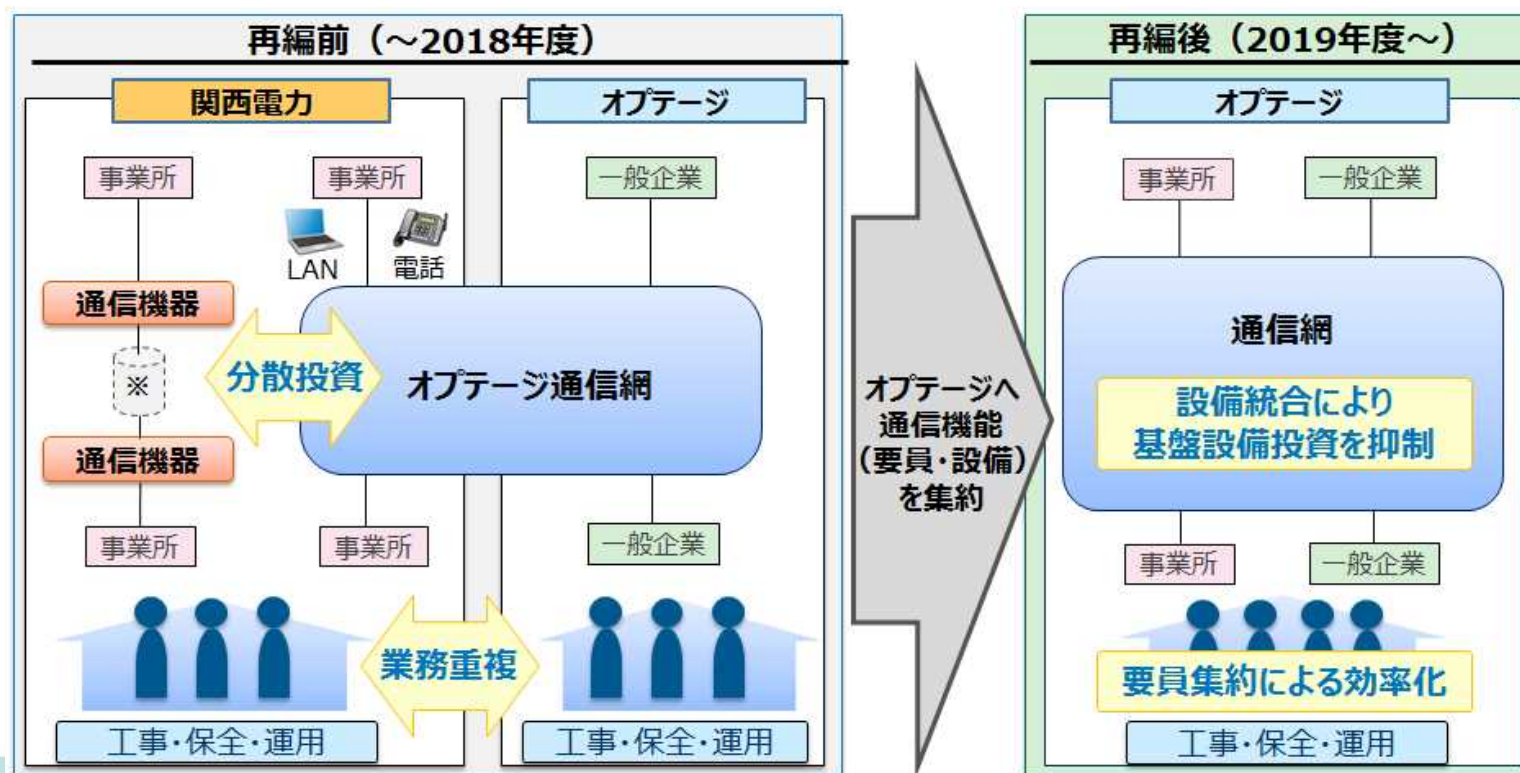 再編前（～2018年度）
関西電力
オプテージ
事業所
事業所
一般企業
LAN
電話
通信機器
※
通信機器
分散投資
オプテージ通信網
事業所
事業所
一般企業
業務重複
工事・保全・運用
工事・保全・運用
オプテージへ
通信機能
（要員・設備）
を集約
再編後（2019年度～）
オプテージ
事業所
一般企業
通信網
設備統合により
基盤設備投資を抑制
事業所
一般企業
要員集約による効率化
工事・保全・運用